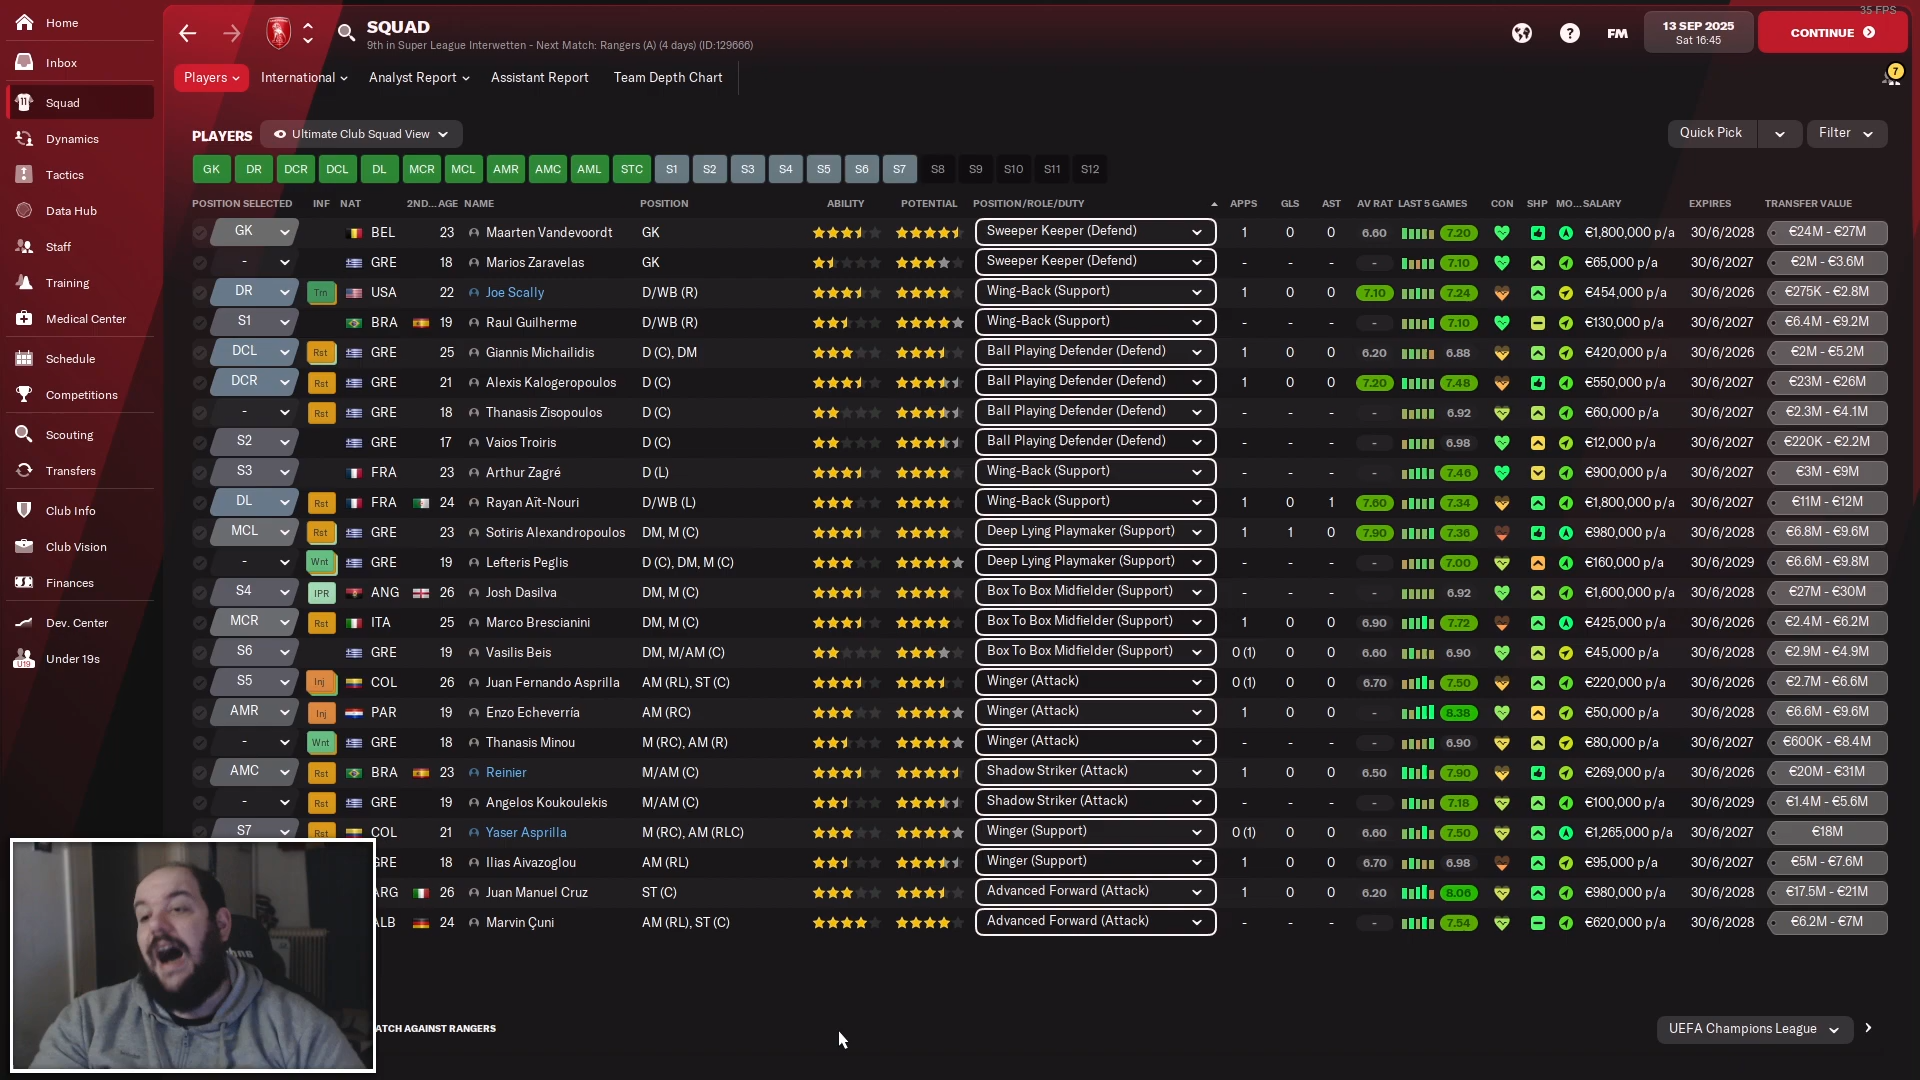 35 FPS
Home
SQUAD
9th in Super League Interwetten - Next Match: Rangers (A) (4 days) (ID:129666)
FM
13 SEP 2025
Sat 16:45
CONTINUE
Inbox
Squad
Dynamics
Tactics
Data Hub
Staff
Training
Medical Center
Schedule
Competitions
Scouting
Transfers
Club Info
Club Vision
Finances
Dev. Center
Under 19s
U19
Players International Analyst Report Assistant Report Team Depth Chart
7
PLAYERS Ultimate Club Squad View Quick Pick Filter
GK DR DCR DCL DL MCR MCL AMR AMC AML STC S1 S2 S3 S4 S5 S6 S7 S8 S9 S10 S11 S12
POSITION SELECTED INF NAT 2ND... AGE NAME POSITION ABILITY POTENTIAL POSITION/ROLE/DUTY APPS GLS AST AV RAT LAST 5 GAMES CON SHP MO... SALARY EXPIRES TRANSFER VALUE
GK BEL 23 Maarten Vandevoordt GK Sweeper Keeper (Defend) 1 0 0 6.60 7.20 €1,800,000 p/a 30/6/2028 €24M - €27M
- GRE 18 Marios Zaravelas GK Sweeper Keeper (Defend) - - - - 7.10 €65,000 p/a 30/6/2027 €2M - €3.6M
DR Trn USA 22 Joe Scally D/WB (R) Wing-Back (Support) 1 0 0 7.10 7.24 €454,000 p/a 30/6/2026 €275K - €2.8M
S1 BRA 19 Raul Guilherme D/WB (R) Wing-Back (Support) - - - - 7.10 €130,000 p/a 30/6/2027 €6.4M - €9.2M
DCL Rst GRE 25 Giannis Michailidis D (C), DM Ball Playing Defender (Defend) 1 0 0 6.20 6.88 €420,000 p/a 30/6/2026 €2M - €5.2M
DCR Rst GRE 21 Alexis Kalogeropoulos D (C) Ball Playing Defender (Defend) 1 0 0 7.20 7.48 €550,000 p/a 30/6/2027 €23M - €26M
- Rst GRE 18 Thanasis Zisopoulos D (C) Ball Playing Defender (Defend) - - - - 6.92 €60,000 p/a 30/6/2027 €2.3M - €4.1M
S2 GRE 17 Vaios Troiris D (C) Ball Playing Defender (Defend) - - - - 6.98 €12,000 p/a 30/6/2027 €220K - €2.2M
S3 FRA 23 Arthur Zagré D (L) Wing-Back (Support) - - - - 7.46 €900,000 p/a 30/6/2027 €3M - €9M
DL Rst FRA 24 Rayan Aït-Nouri D/WB (L) Wing-Back (Support) 1 0 1 7.60 7.34 €1,800,000 p/a 30/6/2027 €11M - €12M
MCL Rst GRE 23 Sotiris Alexandropoulos DM, M (C) Deep Lying Playmaker (Support) 1 1 0 7.90 7.36 €980,000 p/a 30/6/2027 €6.8M - €9.6M
- Wnt GRE 19 Lefteris Peglis D (C), DM, M (C) Deep Lying Playmaker (Support) - - - - 7.00 €160,000 p/a 30/6/2029 €6.6M - €9.8M
S4 IPR ANG 26 Josh Dasilva DM, M (C) Box To Box Midfielder (Support) - - - - 6.92 €1,600,000 p/a 30/6/2028 €27M - €30M
MCR Rst ITA 25 Marco Brescianini DM, M (C) Box To Box Midfielder (Support) 1 0 0 6.90 7.72 €425,000 p/a 30/6/2026 €2.4M - €6.2M
S6 GRE 19 Vasilis Beis DM, M/AM (C) Box To Box Midfielder (Support) 0 (1) 0 0 6.60 6.90 €45,000 p/a 30/6/2028 €2.9M - €4.9M
S5 Inj COL 26 Juan Fernando Asprilla AM (RL), ST (C) Winger (Attack) 0 (1) 0 0 6.70 7.50 €220,000 p/a 30/6/2026 €2.7M - €6.6M
AMR Inj PAR 19 Enzo Echeverría AM (RC) Winger (Attack) 1 0 0 - 8.38 €50,000 p/a 30/6/2028 €6.6M - €9.6M
- Wnt GRE 18 Thanasis Minou M (RC), AM (R) Winger (Attack) - - - - 6.90 €80,000 p/a 30/6/2027 €600K - €8.4M
AMC Rst BRA 23 Reinier M/AM (C) Shadow Striker (Attack) 1 0 0 6.50 7.90 €269,000 p/a 30/6/2026 €20M - €31M
- Rst GRE 19 Angelos Koukoulekis M/AM (C) Shadow Striker (Attack) - - - - 7.18 €100,000 p/a 30/6/2029 €1.4M - €5.6M
S7 Rst COL 21 Yaser Asprilla M (RC), AM (RLC) Winger (Support) 0 (1) 0 0 6.60 7.50 €1,265,000 p/a 30/6/2027 €18M
GRE 18 Ilias Aivazoglou AM (RL) Winger (Support) 1 0 0 6.70 6.98 €95,000 p/a 30/6/2027 €5M - €7.6M
ARG 26 Juan Manuel Cruz ST (C) Advanced Forward (Attack) 1 0 0 6.20 8.06 €980,000 p/a 30/6/2028 €17.5M - €21M
ALB 24 Marvin Çuni AM (RL), ST (C) Advanced Forward (Attack) - - - - 7.54 €620,000 p/a 30/6/2028 €6.2M - €7M
ATCH AGAINST RANGERS
UEFA Champions League